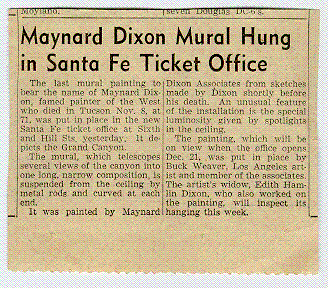 Moylano.
seven Douglas DC-6's.
Maynard Dixon Mural Hung
in Santa Fe Ticket Office
The last mural painting to
bear the name of Maynard Dix-
on, famed painter of the West
who died in Tucson Nov. 8, at
71, was put in place in the new
Santa Fe ticket office at Sixth
and Hill Sts. yesterday. It de-
picts the Grand Canyon.
The mural, which telescopes
several views of the canyon into
one long, narrow composition, is
suspended from the ceiling by
metal rods and curved at each
end.
It was painted by Maynard
Dixon Associates from sketches
made by Dixon shortly before
his death. An unusual feature
of the installation is the special
luminosity given by spotlights
in the ceiling.
The painting, which will be
on view when the office opens
Dec. 21, was put in place by
Buck Weaver, Los Angeles art-
ist and member of the associates.
The artist's widow, Edith Ham-
lin Dixon, who also worked on
the painting, will inspect its
hanging this week.